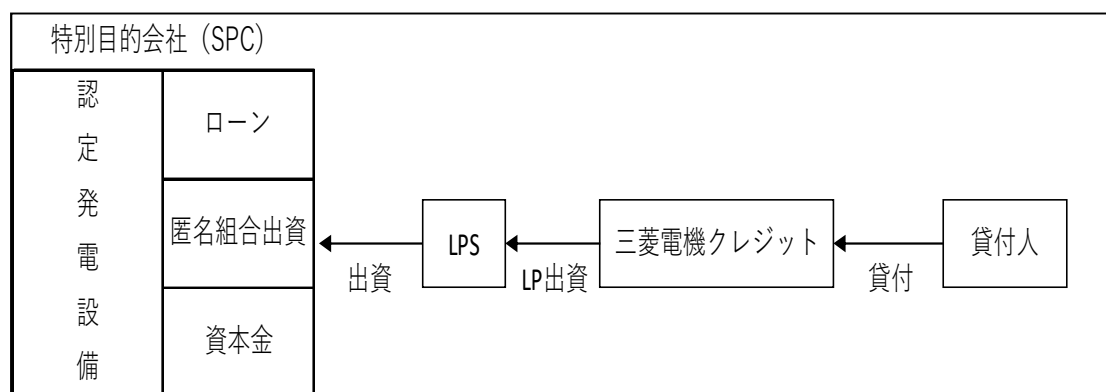 特別目的会社（SPC）
認定発電設備
ローン
匿名組合出資
資本金
出資
LPS
LP出資
三菱電機クレジット
貸付
貸付人